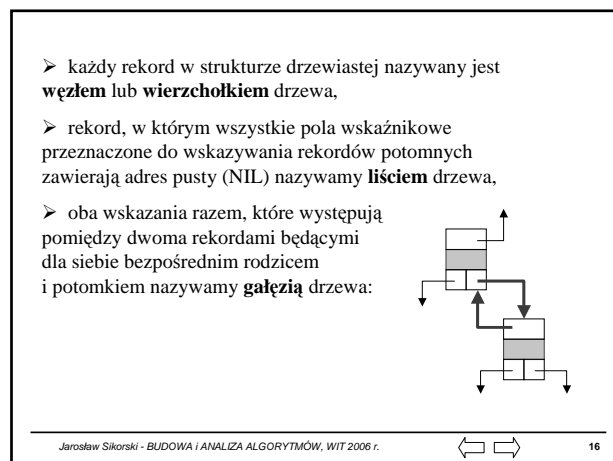 ➢ każdy rekord w strukturze drzewiastej nazywany jest
węzłem lub wierzchołkiem drzewa,
➢ rekord, w którym wszystkie pola wskaźnikowe
przeznaczone do wskazywania rekordów potomnych
zawierają adres pusty (NIL) nazywamy liściem drzewa,
➢ oba wskazania razem, które występują
pomiędzy dwoma rekordami będącymi
dla siebie bezpośrednim rodzicem
i potomkiem nazywamy gałęzią drzewa:
Jarosław Sikorski - BUDOWA i ANALIZA ALGORYTMÓW, WIT 2006 r. 16